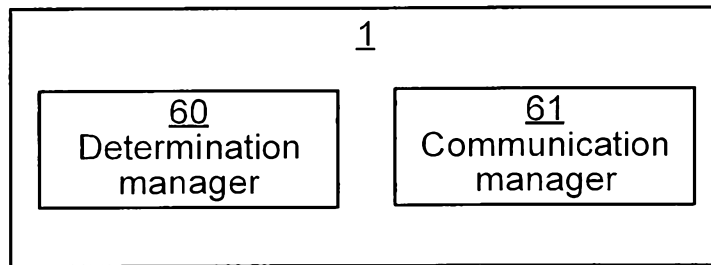 1
60
Determination
manager
61
Communication
manager